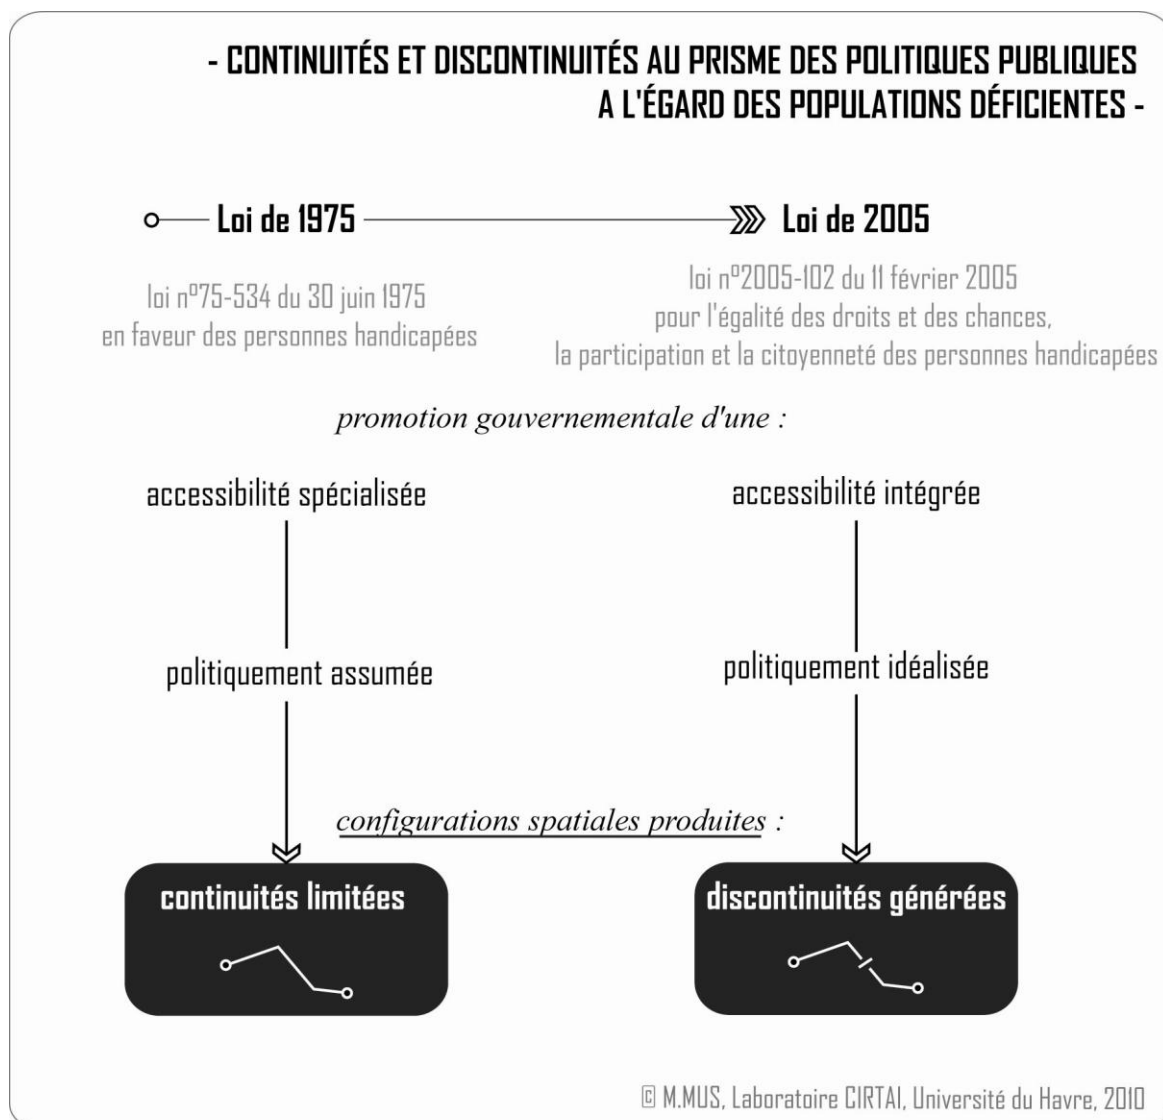 - CONTINUITÉS ET DISCONTINUITÉS AU PRISME DES POLITIQUES PUBLIQUES
A L'ÉGARD DES POPULATIONS DÉFICIENTES -
Loi de 1975
Loi de 2005
loi nº75-534 du 30 juin 1975
en faveur des personnes handicapées
loi nº2005-102 du 11 février 2005
pour l'égalité des droits et des chances,
la participation et la citoyenneté des personnes handicapées
promotion gouvernementale d'une :
accessibilité spécialisée
accessibilité intégrée
politiquement assumée
politiquement idéalisée
configurations spatiales produites :
continuités limitées
discontinuités générées
© M.MUS, Laboratoire CIRTAI, Université du Havre, 2010